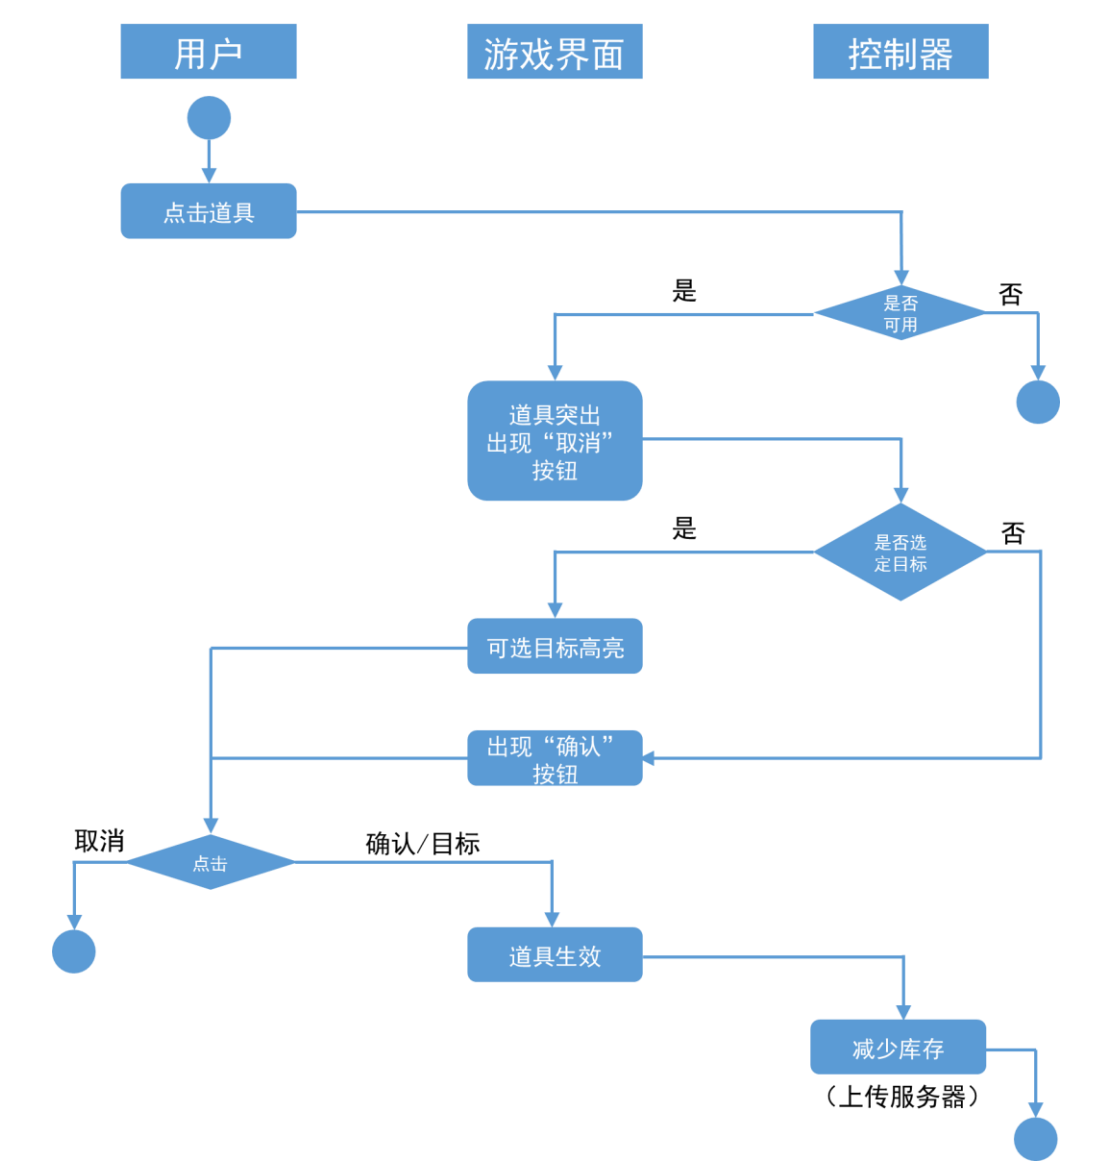 用户
游戏界面
控制器
点击道具
是
是否
可用
否
道具突出
出现“取消”
按钮
是
是否选
定目标
否
可选目标高亮
出现“确认”
按钮
取消
点击
确认/目标
道具生效
减少库存
（上传服务器）